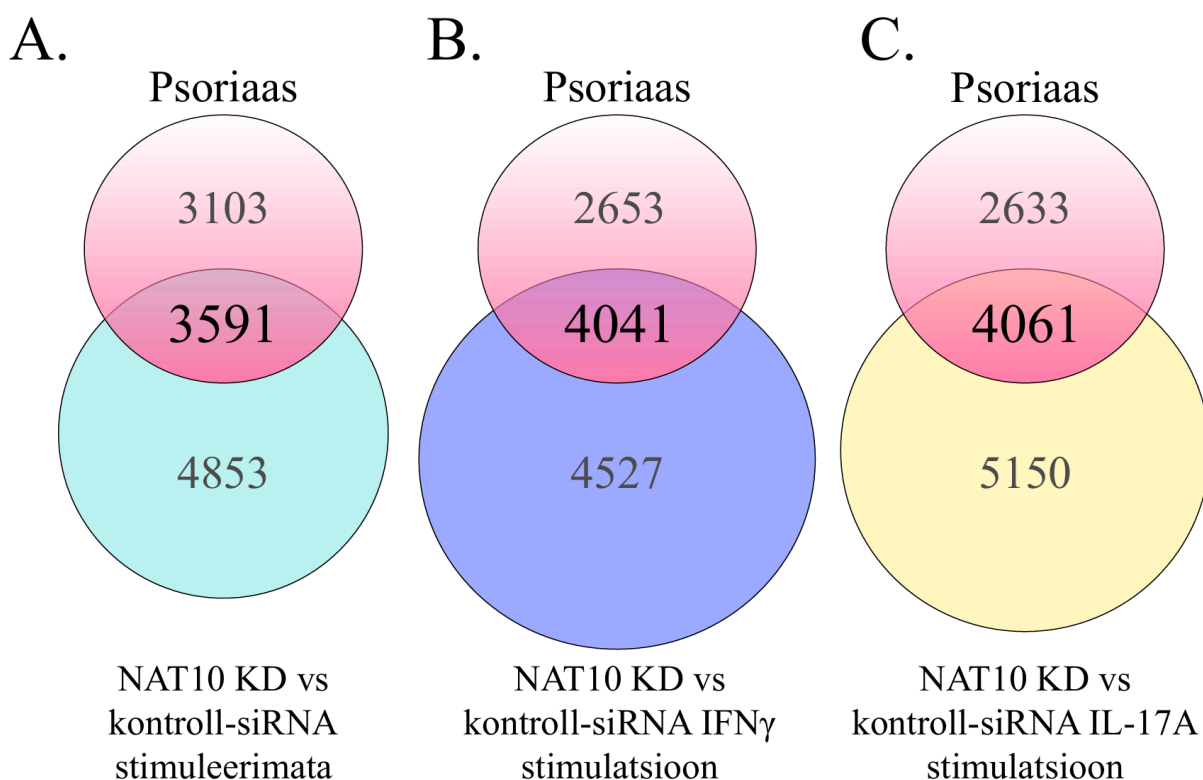 A.
Psoriaas
3103
3591
4853
NAT10 KD vs
kontroll-siRNA
stimuleerimata
B.
Psoriaas
2653
4041
4527
NAT10 KD vs
kontroll-siRNA IFNγ
stimulatsioon
C.
Psoriaas
2633
4061
5150
NAT10 KD vs
kontroll-siRNA IL-17A
stimulatsioon